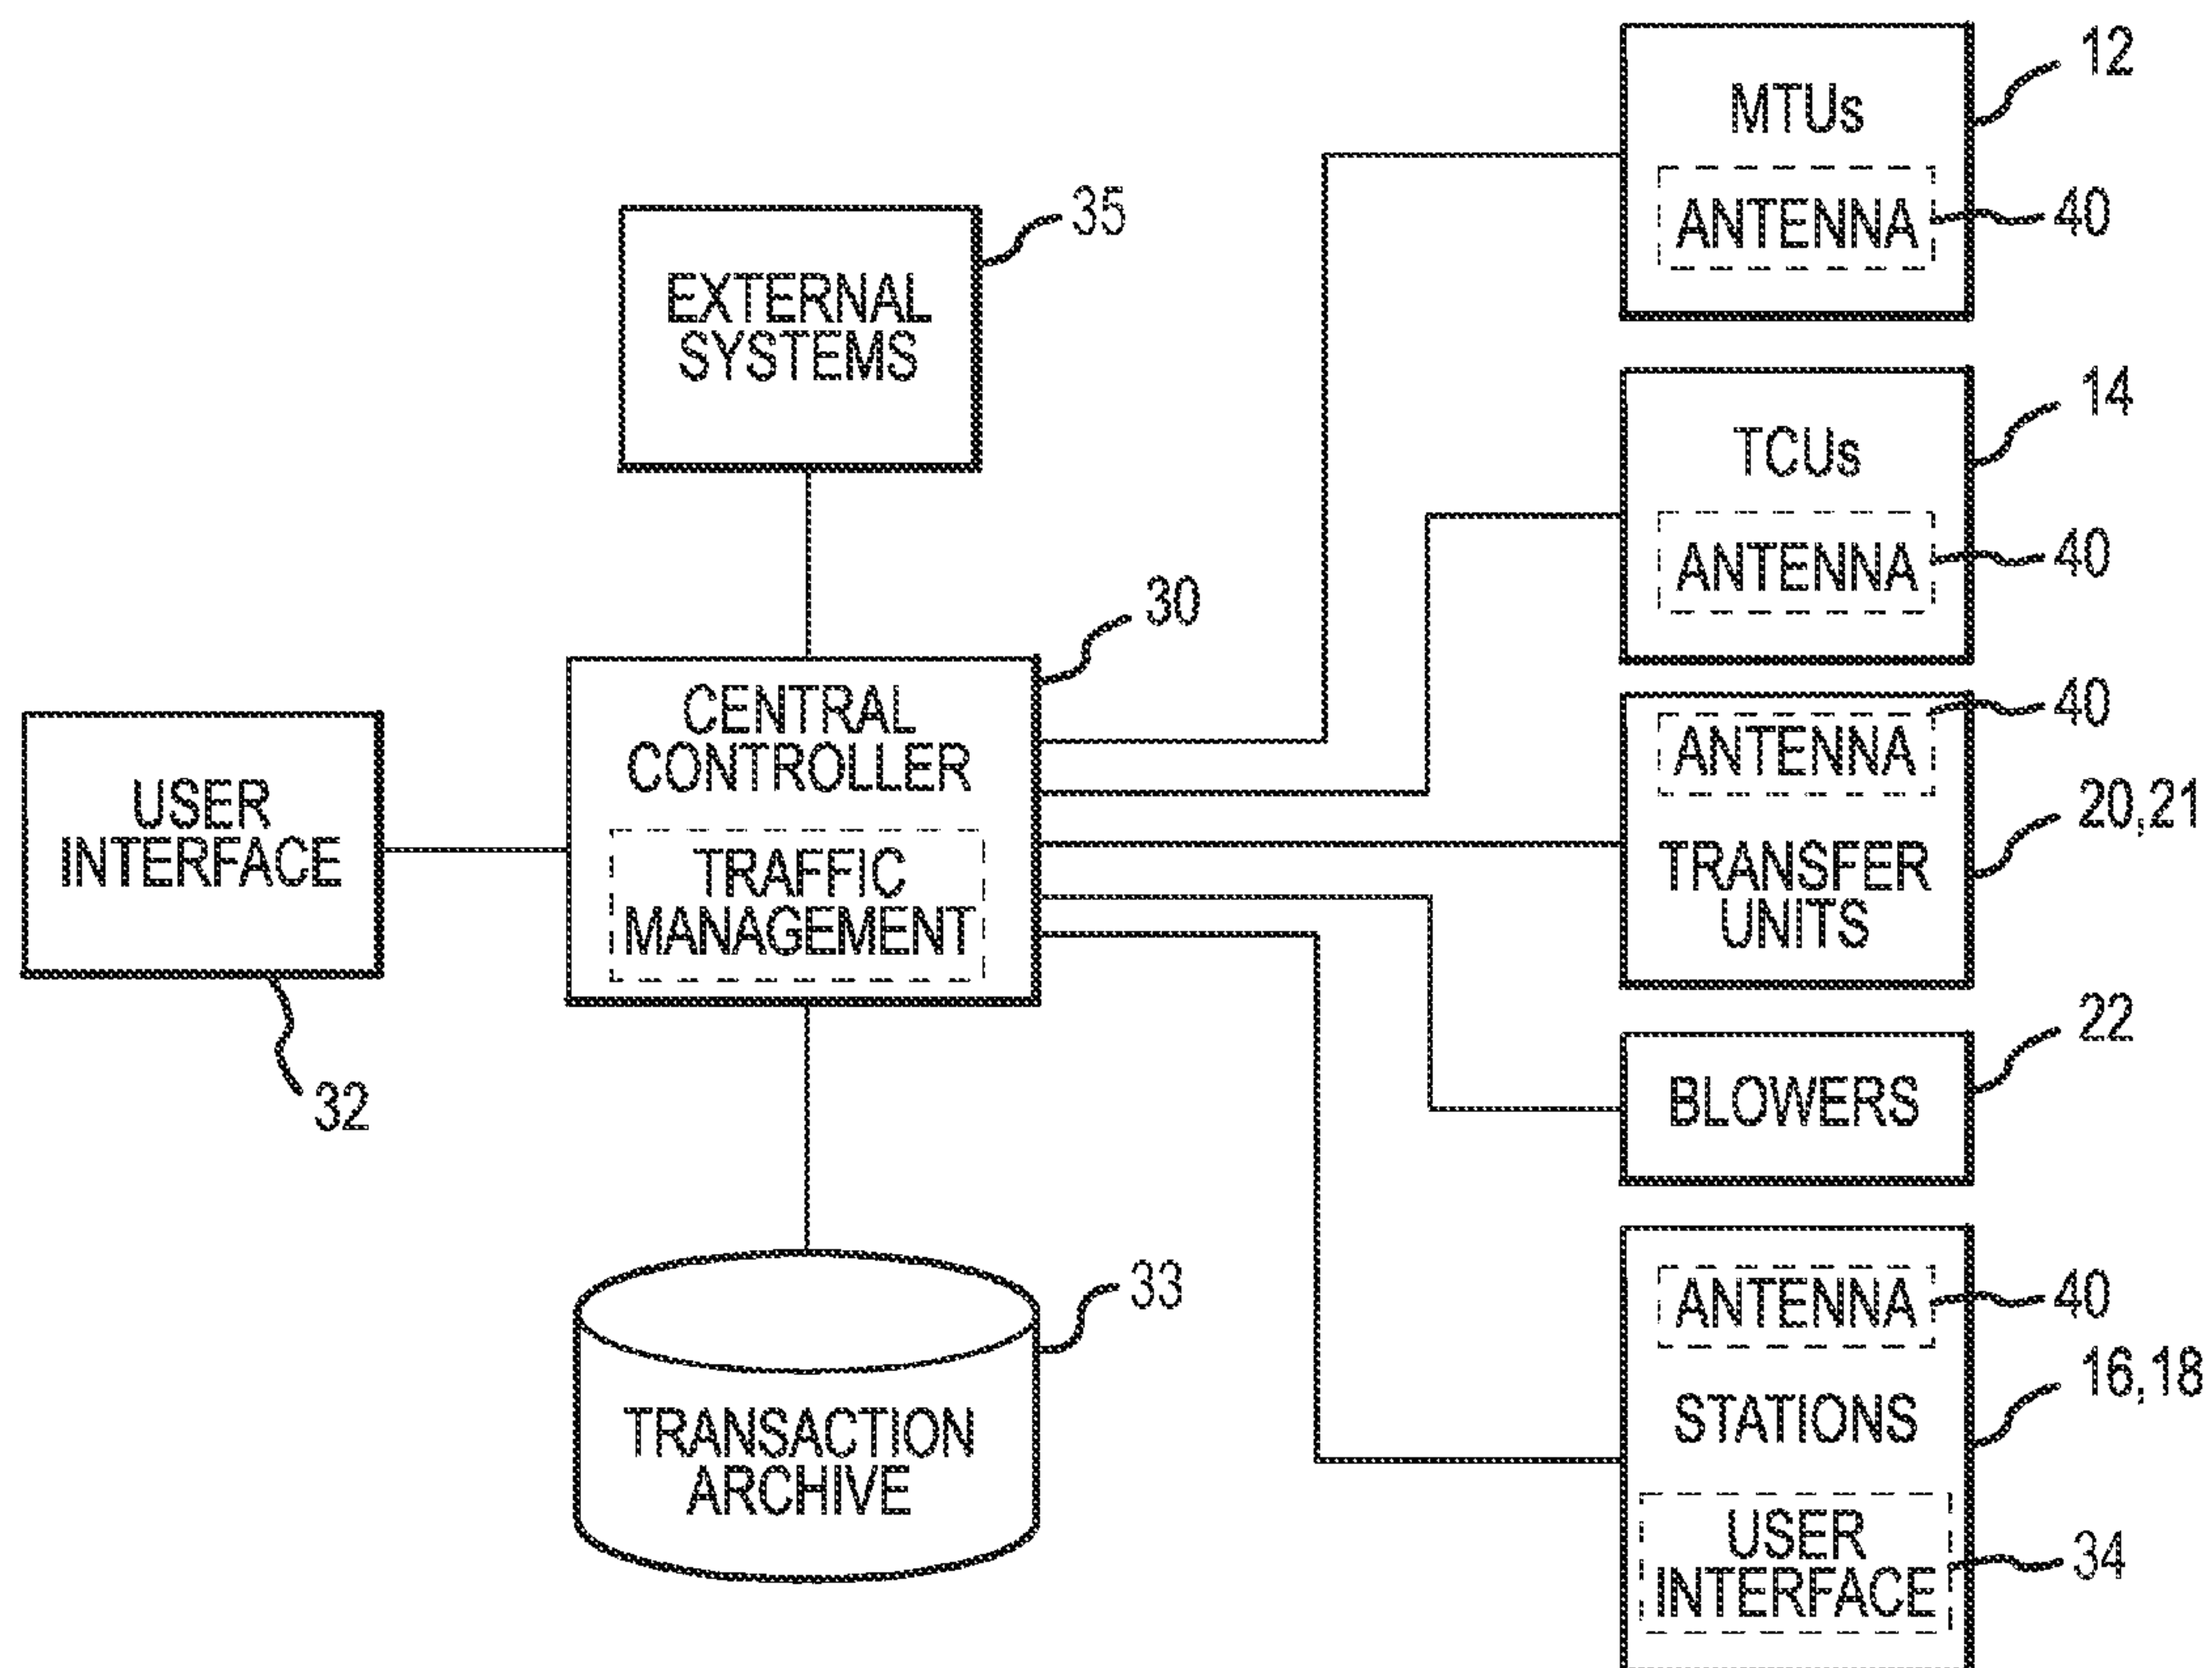 12
MTUs
ANTENNA
40
35
EXTERNAL
SYSTEMS
14
TCUs
ANTENNA
40
30
CENTRAL
CONTROLLER
TRAFFIC
MANAGEMENT
40
ANTENNA
20,21
TRANSFER
UNITS
USER
INTERFACE
32
22
BLOWERS
33
TRANSACTION
ARCHIVE
ANTENNA
40
16,18
STATIONS
USER
INTERFACE
34